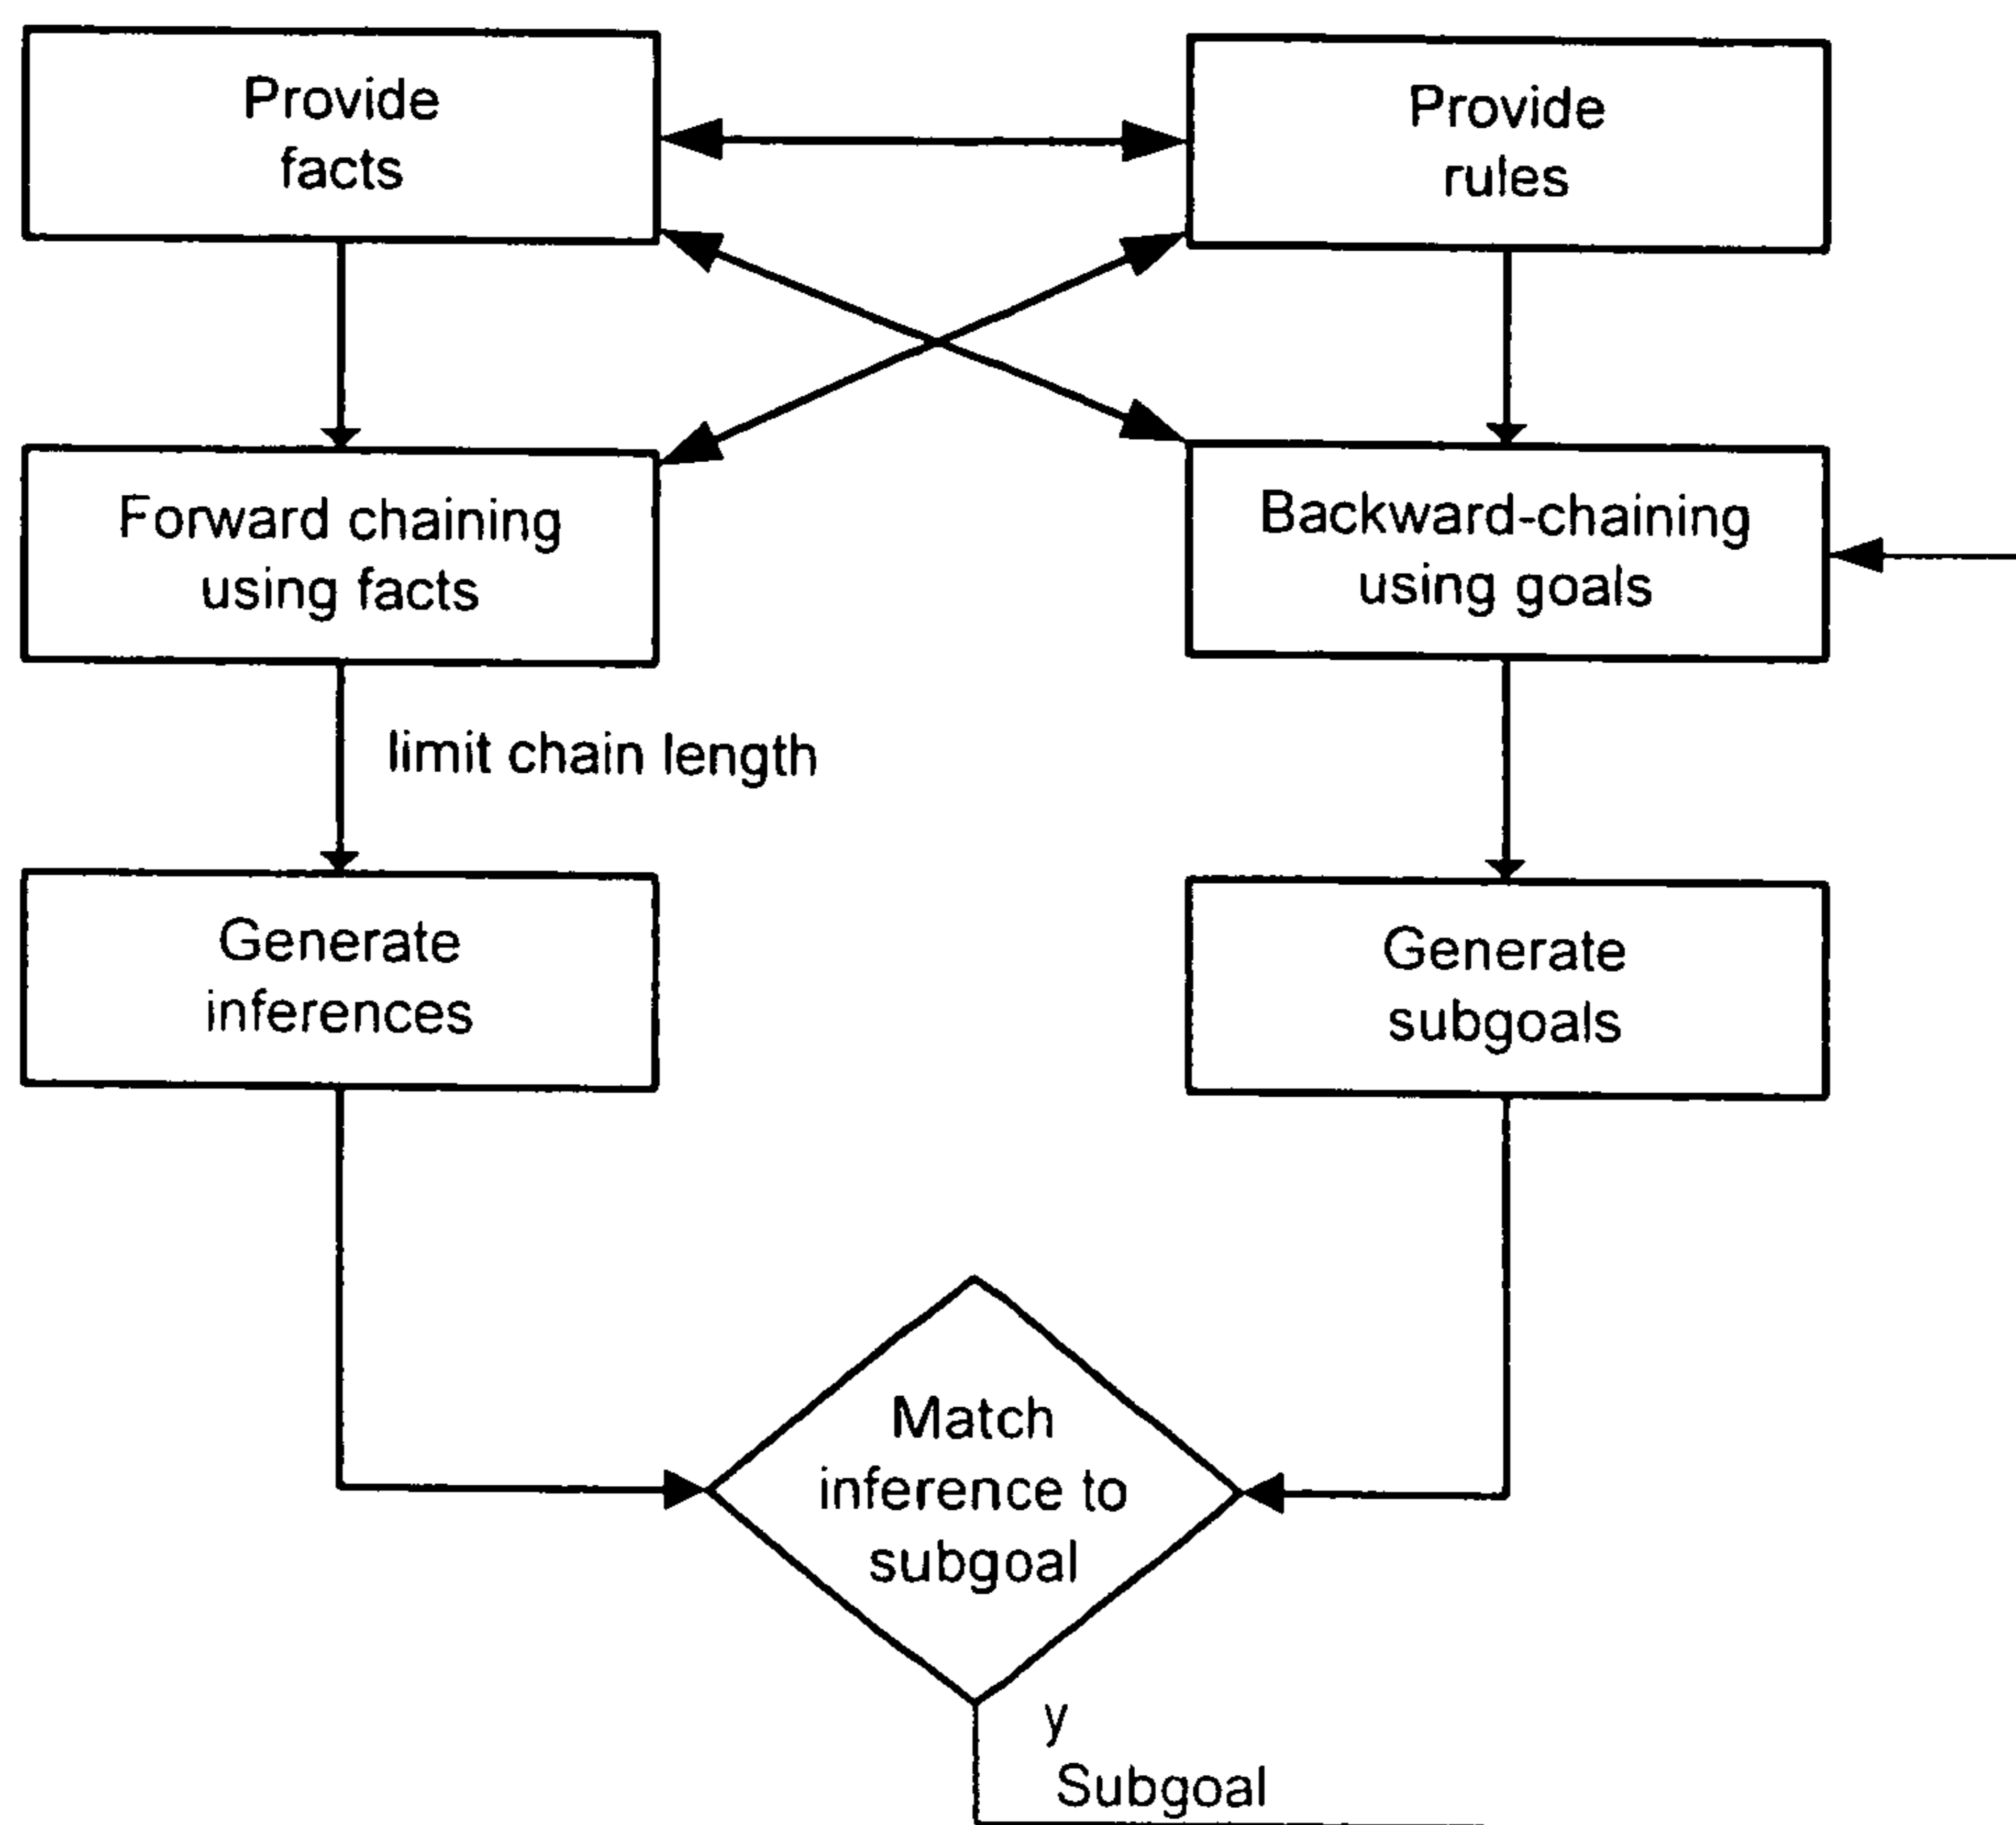 Provide
facts
Provide
rules
Forward chaining
using facts
Backward-chaining
using goals
limit chain length
Generate
inferences
Generate
subgoals
Match
inference to
subgoal
y
Subgoal